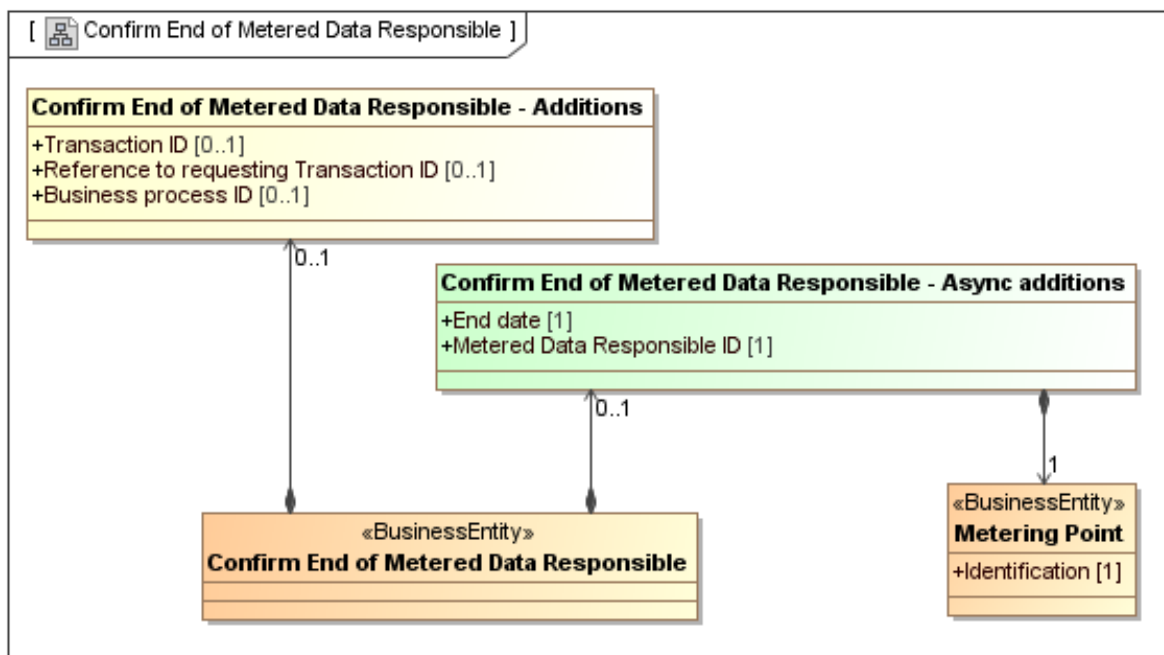 [ Confirm End of Metered Data Responsible ]
Confirm End of Metered Data Responsible - Additions
+Transaction ID [0..1]
+Reference to requesting Transaction ID [0..1]
+Business process ID [0..1]
0..1
Confirm End of Metered Data Responsible - Async additions
+End date [1]
+Metered Data Responsible ID [1]
0..1
1
«BusinessEntity»
Confirm End of Metered Data Responsible
«BusinessEntity»
Metering Point
+Identification [1]